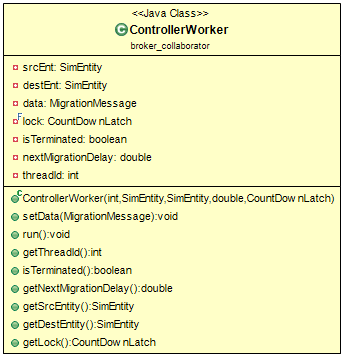 <<Java Class>>
C ControllerWorker
broker_collaborator
srcEnt: SimEntity
destEnt: SimEntity
data: MigrationMessage
F lock: CountDownLatch
isTerminated: boolean
nextMigrationDelay: double
threadId: int
C ControllerWorker(int,SimEntity,SimEntity,double,CountDownLatch)
setData(MigrationMessage):void
run():void
getThreadId():int
isTerminated():boolean
getNextMigrationDelay():double
getSrcEntity():SimEntity
getDestEntity():SimEntity
getLock():CountDownLatch